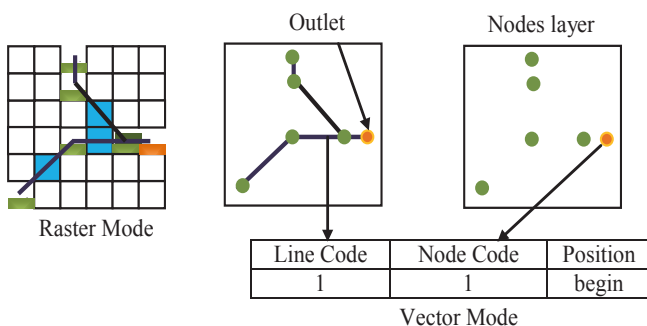 Outlet
Nodes layer
Raster Mode
Line Code Node Code Position
1 1 begin
Vector Mode